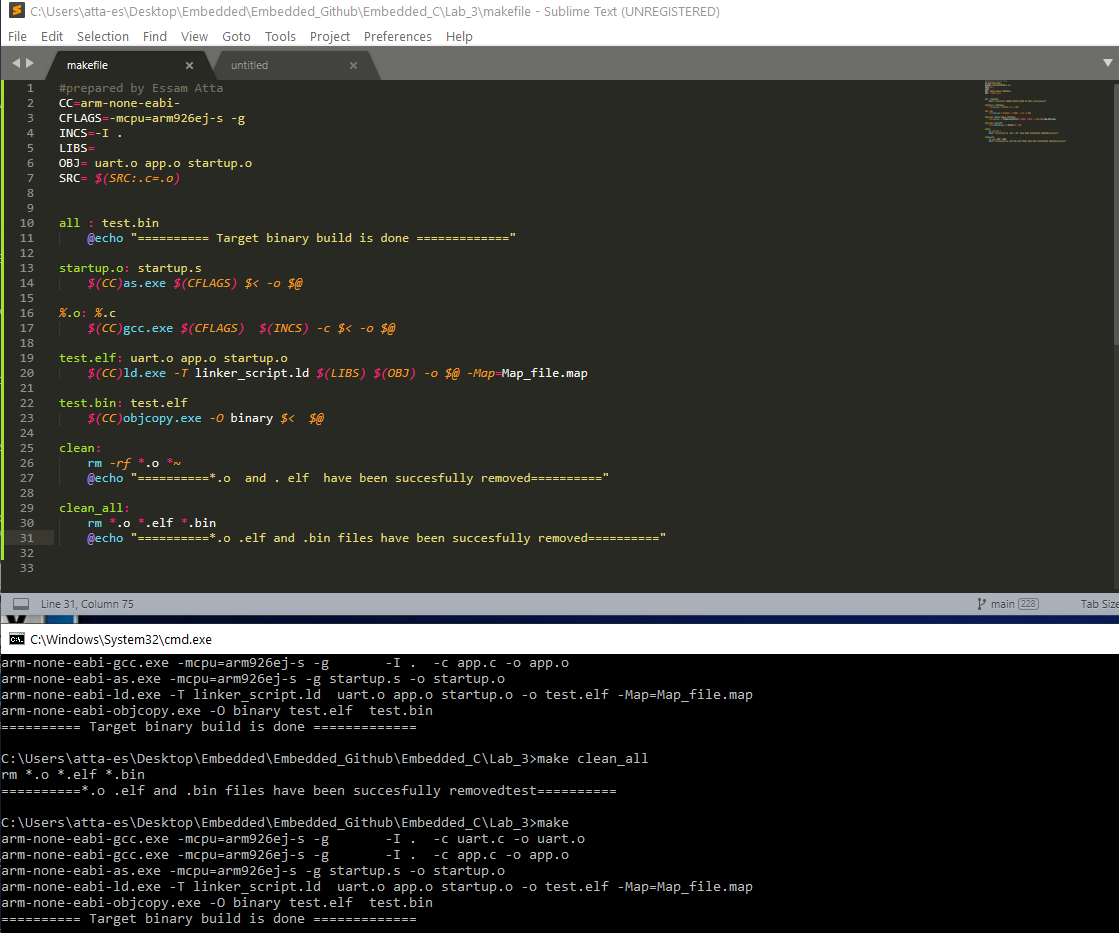 C:\Users\atta-es\Desktop\Embedded\Embedded_Github\Embedded_C\Lab_3\makefile - Sublime Text (UNREGISTERED)
File Edit Selection Find View Goto Tools Project Preferences Help
makefile × untitled ×
1 #prepared by Essam Atta
2 CC=arm-none-eabi-
3 CFLAGS=-mcpu=arm926ej-s -g
4 INCS=-I .
5 LIBS=
6 OBJ= uart.o app.o startup.o
7 SRC= $(SRC:.c=.o)
8
9
10 all : test.bin
11 @echo "========== Target binary build is done ============="
12
13 startup.o: startup.s
14 $(CC)as.exe $(CFLAGS) $< -o $@
15
16 %.o: %.c
17 $(CC)gcc.exe $(CFLAGS)  $(INCS) -c $< -o $@
18
19 test.elf: uart.o app.o startup.o
20 $(CC)ld.exe -T linker_script.ld $(LIBS) $(OBJ) -o $@ -Map=Map_file.map
21
22 test.bin: test.elf
23 $(CC)objcopy.exe -O binary $<  $@
24
25 clean:
26 rm -rf *.o *~
27 @echo "==========*.o  and . elf  have been succesfully removed=========="
28
29 clean_all:
30 rm *.o *.elf *.bin
31 @echo "==========*.o .elf and .bin files have been succesfully removed=========="
32
33
Line 31, Column 75 main 228 Tab Size
C:\Windows\System32\cmd.exe
arm-none-eabi-gcc.exe -mcpu=arm926ej-s -g       -I .  -c app.c -o app.o
arm-none-eabi-as.exe -mcpu=arm926ej-s -g startup.s -o startup.o
arm-none-eabi-ld.exe -T linker_script.ld  uart.o app.o startup.o -o test.elf -Map=Map_file.map
arm-none-eabi-objcopy.exe -O binary test.elf  test.bin
========== Target binary build is done =============
C:\Users\atta-es\Desktop\Embedded\Embedded_Github\Embedded_C\Lab_3>make clean_all
rm *.o *.elf *.bin
==========*.o .elf and .bin files have been succesfully removedtest==========
C:\Users\atta-es\Desktop\Embedded\Embedded_Github\Embedded_C\Lab_3>make
arm-none-eabi-gcc.exe -mcpu=arm926ej-s -g       -I .  -c uart.c -o uart.o
arm-none-eabi-gcc.exe -mcpu=arm926ej-s -g       -I .  -c app.c -o app.o
arm-none-eabi-as.exe -mcpu=arm926ej-s -g startup.s -o startup.o
arm-none-eabi-ld.exe -T linker_script.ld  uart.o app.o startup.o -o test.elf -Map=Map_file.map
arm-none-eabi-objcopy.exe -O binary test.elf  test.bin
========== Target binary build is done =============